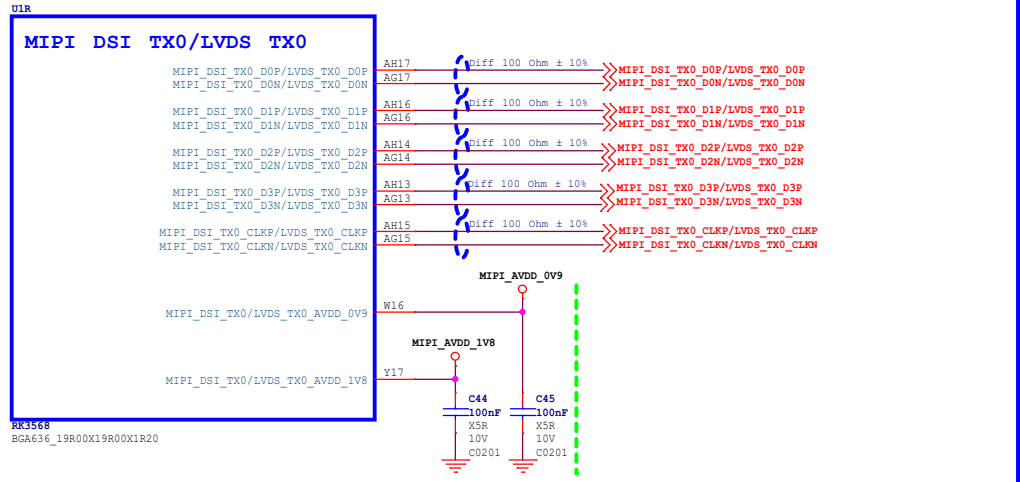 U1R
MIPI DSI TX0/LVDS TX0
MIPI_DSI_TX0_D0P/LVDS_TX0_D0P AH17 Diff 100 Ohm ± 10% MIPI_DSI_TX0_D0P/LVDS_TX0_D0P
MIPI_DSI_TX0_D0N/LVDS_TX0_D0N AG17 MIPI_DSI_TX0_D0N/LVDS_TX0_D0N
MIPI_DSI_TX0_D1P/LVDS_TX0_D1P AH16 Diff 100 Ohm ± 10% MIPI_DSI_TX0_D1P/LVDS_TX0_D1P
MIPI_DSI_TX0_D1N/LVDS_TX0_D1N AG16 MIPI_DSI_TX0_D1N/LVDS_TX0_D1N
MIPI_DSI_TX0_D2P/LVDS_TX0_D2P AH14 Diff 100 Ohm ± 10% MIPI_DSI_TX0_D2P/LVDS_TX0_D2P
MIPI_DSI_TX0_D2N/LVDS_TX0_D2N AG14 MIPI_DSI_TX0_D2N/LVDS_TX0_D2N
MIPI_DSI_TX0_D3P/LVDS_TX0_D3P AH13 Diff 100 Ohm ± 10% MIPI_DSI_TX0_D3P/LVDS_TX0_D3P
MIPI_DSI_TX0_D3N/LVDS_TX0_D3N AG13 MIPI_DSI_TX0_D3N/LVDS_TX0_D3N
MIPI_DSI_TX0_CLKP/LVDS_TX0_CLKP AH15 Diff 100 Ohm ± 10% MIPI_DSI_TX0_CLKP/LVDS_TX0_CLKP
MIPI_DSI_TX0_CLKN/LVDS_TX0_CLKN AG15 MIPI_DSI_TX0_CLKN/LVDS_TX0_CLKN
MIPI_AVDD_0V9
MIPI_DSI_TX0/LVDS_TX0_AVDD_0V9 W16
MIPI_AVDD_1V8
MIPI_DSI_TX0/LVDS_TX0_AVDD_1V8 Y17
C44 C45
100nF 100nF
X5R X5R
10V 10V
C0201 C0201
RK3568
BGA636_19R00X19R00X1R20